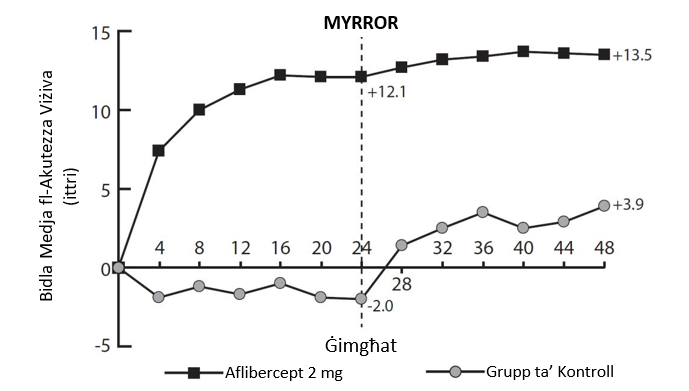 MYRROR
15
+13.5
+12.1
10
Bidla Medja fl-Akutezza Viżiva
(ittri)
5
+3.9
4 8 12 16 20 24 32 36 40 44 48
0
28
-2.0
Ġimgħat
-5
Aflibercept 2 mg
Grupp ta’ Kontroll